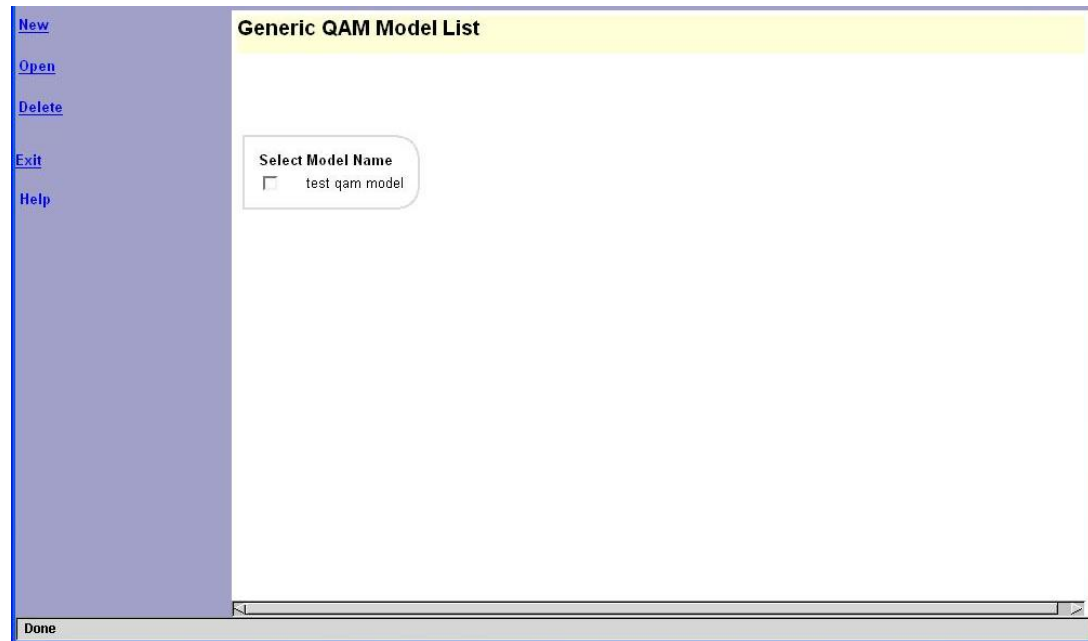 New
Open
Delete
Exit
Help
Generic QAM Model List
Select Model Name
test qam model
Done